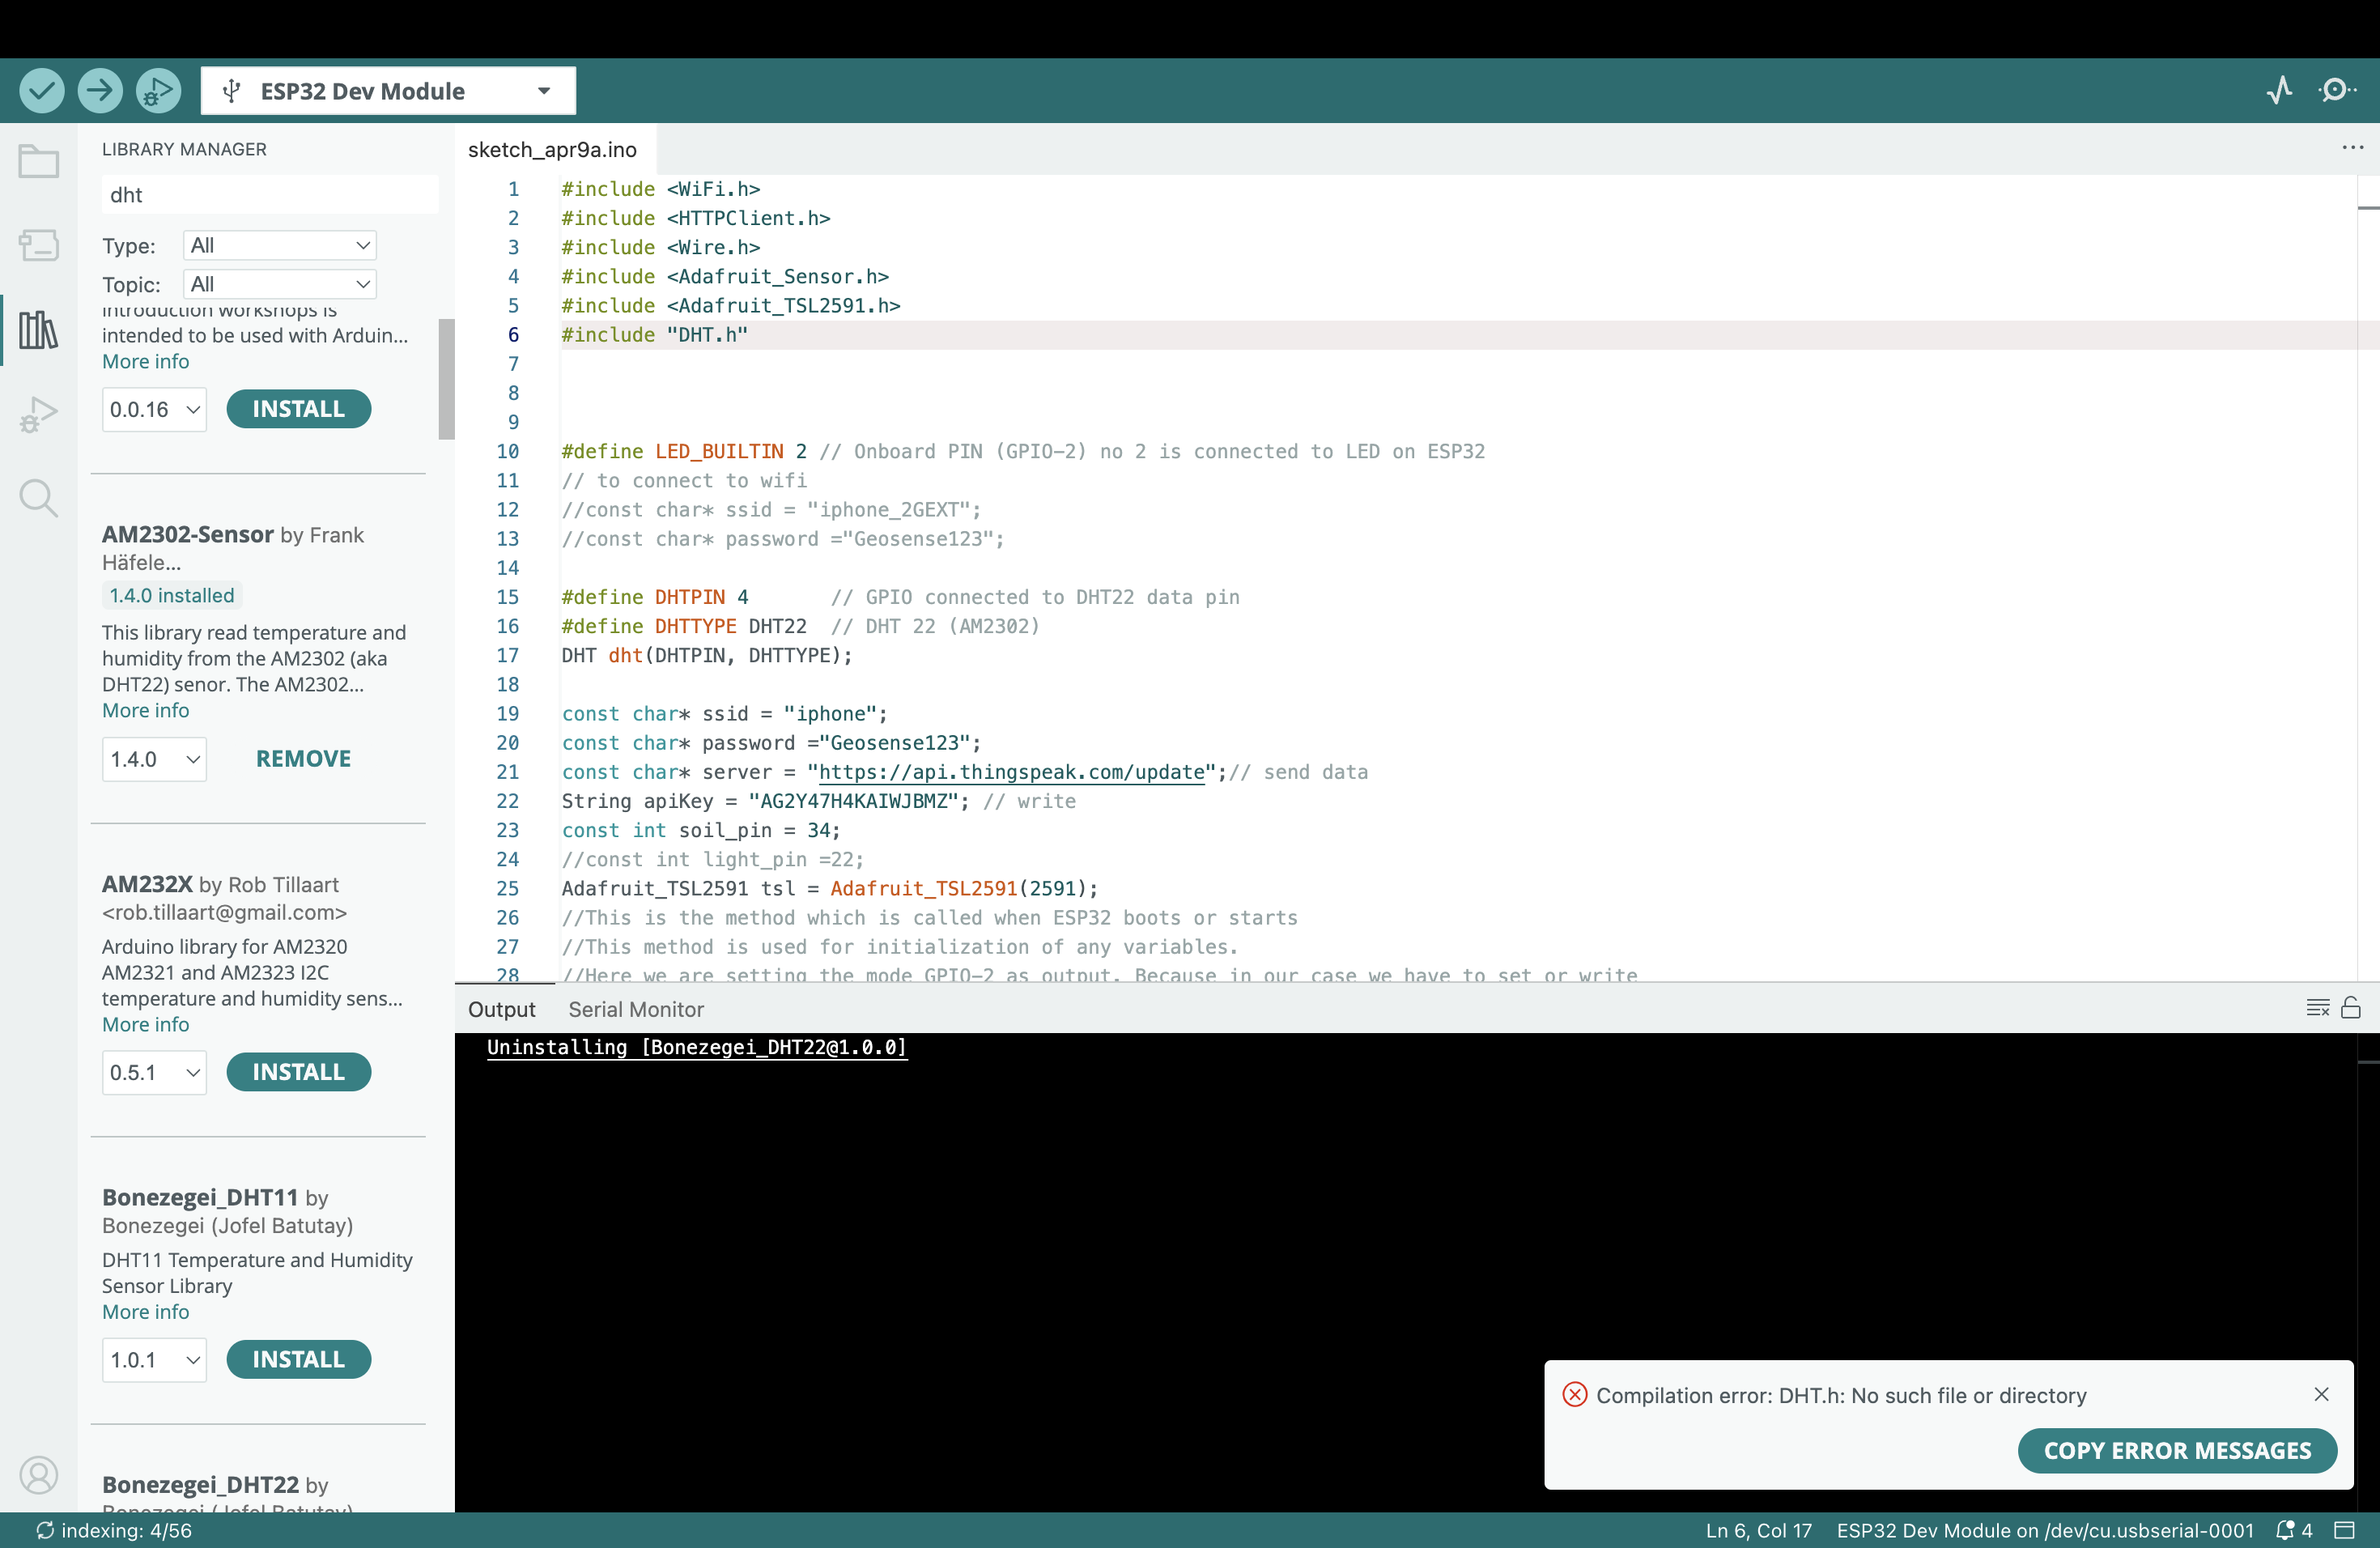 ESP32 Dev Module
LIBRARY MANAGER
dht
Type: All
Topic: All
introduction workshops is
intended to be used with Arduin...
More info
0.0.16 INSTALL
AM2302-Sensor by Frank
Häfele...
1.4.0 installed
This library read temperature and
humidity from the AM2302 (aka
DHT22) senor. The AM2302...
More info
1.4.0 REMOVE
AM232X by Rob Tillaart
<rob.tillaart@gmail.com>
Arduino library for AM2320
AM2321 and AM2323 I2C
temperature and humidity sens...
More info
0.5.1 INSTALL
Bonezegei_DHT11 by
Bonezegei (Jofel Batutay)
DHT11 Temperature and Humidity
Sensor Library
More info
1.0.1 INSTALL
Bonezegei_DHT22 by
Bonezegei (Jofel Batutay)
sketch_apr9a.ino
1 #include <WiFi.h>
2 #include <HTTPClient.h>
3 #include <Wire.h>
4 #include <Adafruit_Sensor.h>
5 #include <Adafruit_TSL2591.h>
6 #include "DHT.h"
7
8
9
10 #define LED_BUILTIN 2 // Onboard PIN (GPIO-2) no 2 is connected to LED on ESP32
11 // to connect to wifi
12 //const char* ssid = "iphone_2GEXT";
13 //const char* password ="Geosense123";
14
15 #define DHTPIN 4 // GPIO connected to DHT22 data pin
16 #define DHTTYPE DHT22 // DHT 22 (AM2302)
17 DHT dht(DHTPIN, DHTTYPE);
18
19 const char* ssid = "iphone";
20 const char* password ="Geosense123";
21 const char* server = "https://api.thingspeak.com/update";// send data
22 String apiKey = "AG2Y47H4KAIWJBMZ"; // write
23 const int soil_pin = 34;
24 //const int light_pin =22;
25 Adafruit_TSL2591 tsl = Adafruit_TSL2591(2591);
26 //This is the method which is called when ESP32 boots or starts
27 //This method is used for initialization of any variables.
28 //Here we are setting the mode GPIO-2 as output. Because in our case we have to set or write
Output Serial Monitor
Uninstalling [Bonezegei_DHT22@1.0.0]
Compilation error: DHT.h: No such file or directory
COPY ERROR MESSAGES
indexing: 4/56
Ln 6, Col 17 ESP32 Dev Module on /dev/cu.usbserial-0001 4